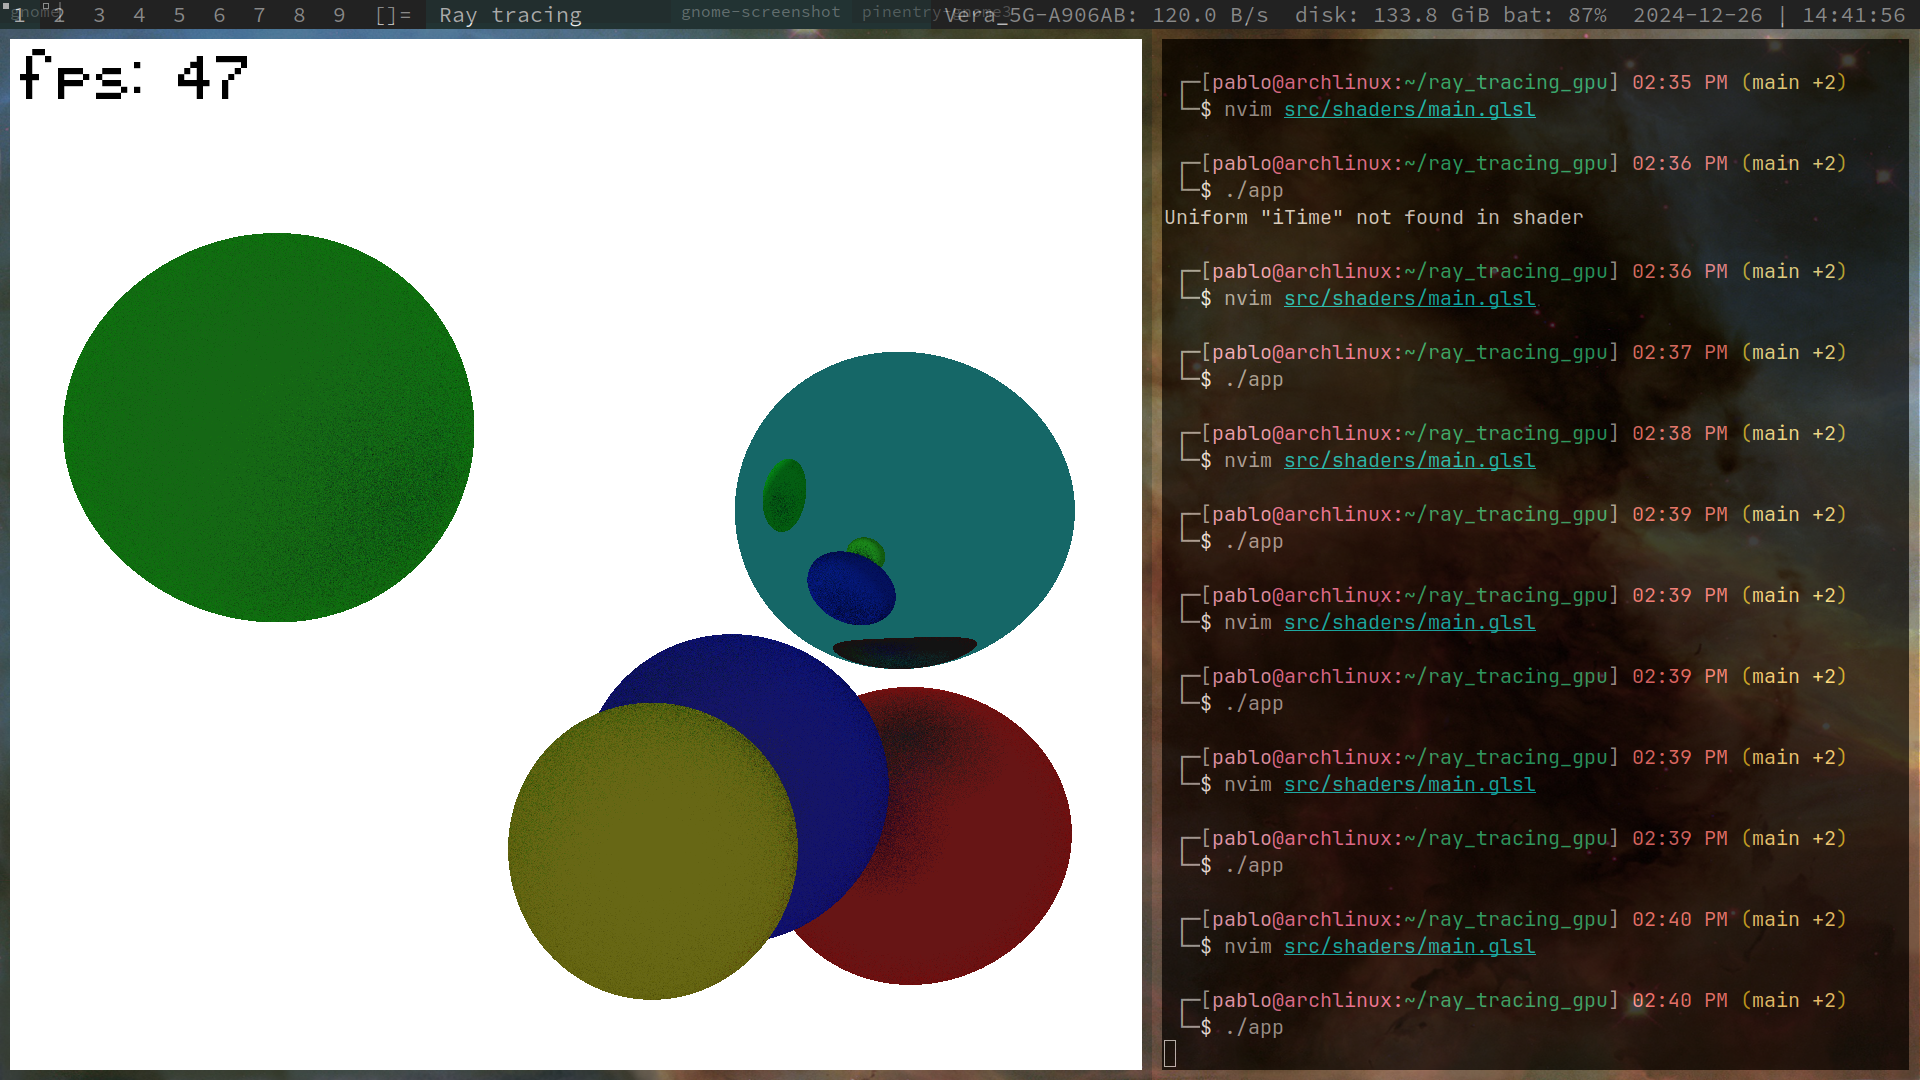 1 2 3 4 5 6 7 8 9 []= Ray tracing gnome-screenshot Vera_5G-A906AB: 120.0 B/s disk: 133.8 GiB bat: 87% 2024-12-26 | 14:41:56
fps: 47
┌─[pablo@archlinux:~/ray_tracing_gpu] 02:35 PM (main +2)
└─$ nvim src/shaders/main.glsl
┌─[pablo@archlinux:~/ray_tracing_gpu] 02:36 PM (main +2)
└─$ ./app
Uniform "iTime" not found in shader
┌─[pablo@archlinux:~/ray_tracing_gpu] 02:36 PM (main +2)
└─$ nvim src/shaders/main.glsl
┌─[pablo@archlinux:~/ray_tracing_gpu] 02:37 PM (main +2)
└─$ ./app
┌─[pablo@archlinux:~/ray_tracing_gpu] 02:38 PM (main +2)
└─$ nvim src/shaders/main.glsl
┌─[pablo@archlinux:~/ray_tracing_gpu] 02:39 PM (main +2)
└─$ ./app
┌─[pablo@archlinux:~/ray_tracing_gpu] 02:39 PM (main +2)
└─$ nvim src/shaders/main.glsl
┌─[pablo@archlinux:~/ray_tracing_gpu] 02:39 PM (main +2)
└─$ ./app
┌─[pablo@archlinux:~/ray_tracing_gpu] 02:39 PM (main +2)
└─$ nvim src/shaders/main.glsl
┌─[pablo@archlinux:~/ray_tracing_gpu] 02:39 PM (main +2)
└─$ ./app
┌─[pablo@archlinux:~/ray_tracing_gpu] 02:40 PM (main +2)
└─$ nvim src/shaders/main.glsl
┌─[pablo@archlinux:~/ray_tracing_gpu] 02:40 PM (main +2)
└─$ ./app